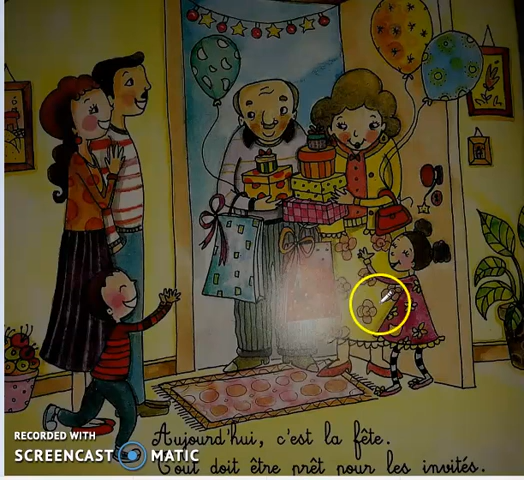 Aujourd'hui, c'est la fête.
Tout doit être prêt pour les invités.
RECORDED WITH
SCREENCAST MATIC